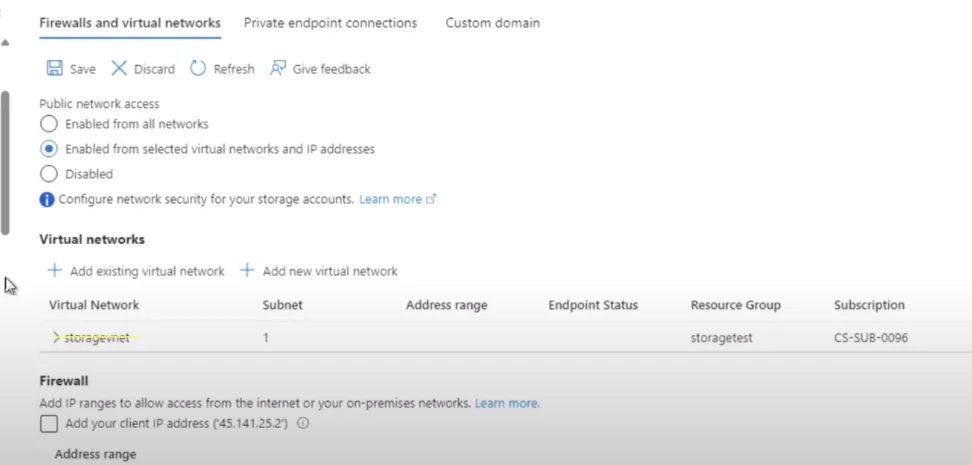 Firewalls and virtual networks Private endpoint connections Custom domain
Save Discard Refresh Give feedback
Public network access
Enabled from all networks
Enabled from selected virtual networks and IP addresses
Disabled
Configure network security for your storage accounts. Learn more
Virtual networks
Add existing virtual network Add new virtual network
Virtual Network Subnet Address range Endpoint Status Resource Group Subscription
storagevnet 1 storagetest CS-SUB-0096
Firewall
Add IP ranges to allow access from the internet or your on-premises networks. Learn more.
Add your client IP address ('45.141.25.2')
Address range